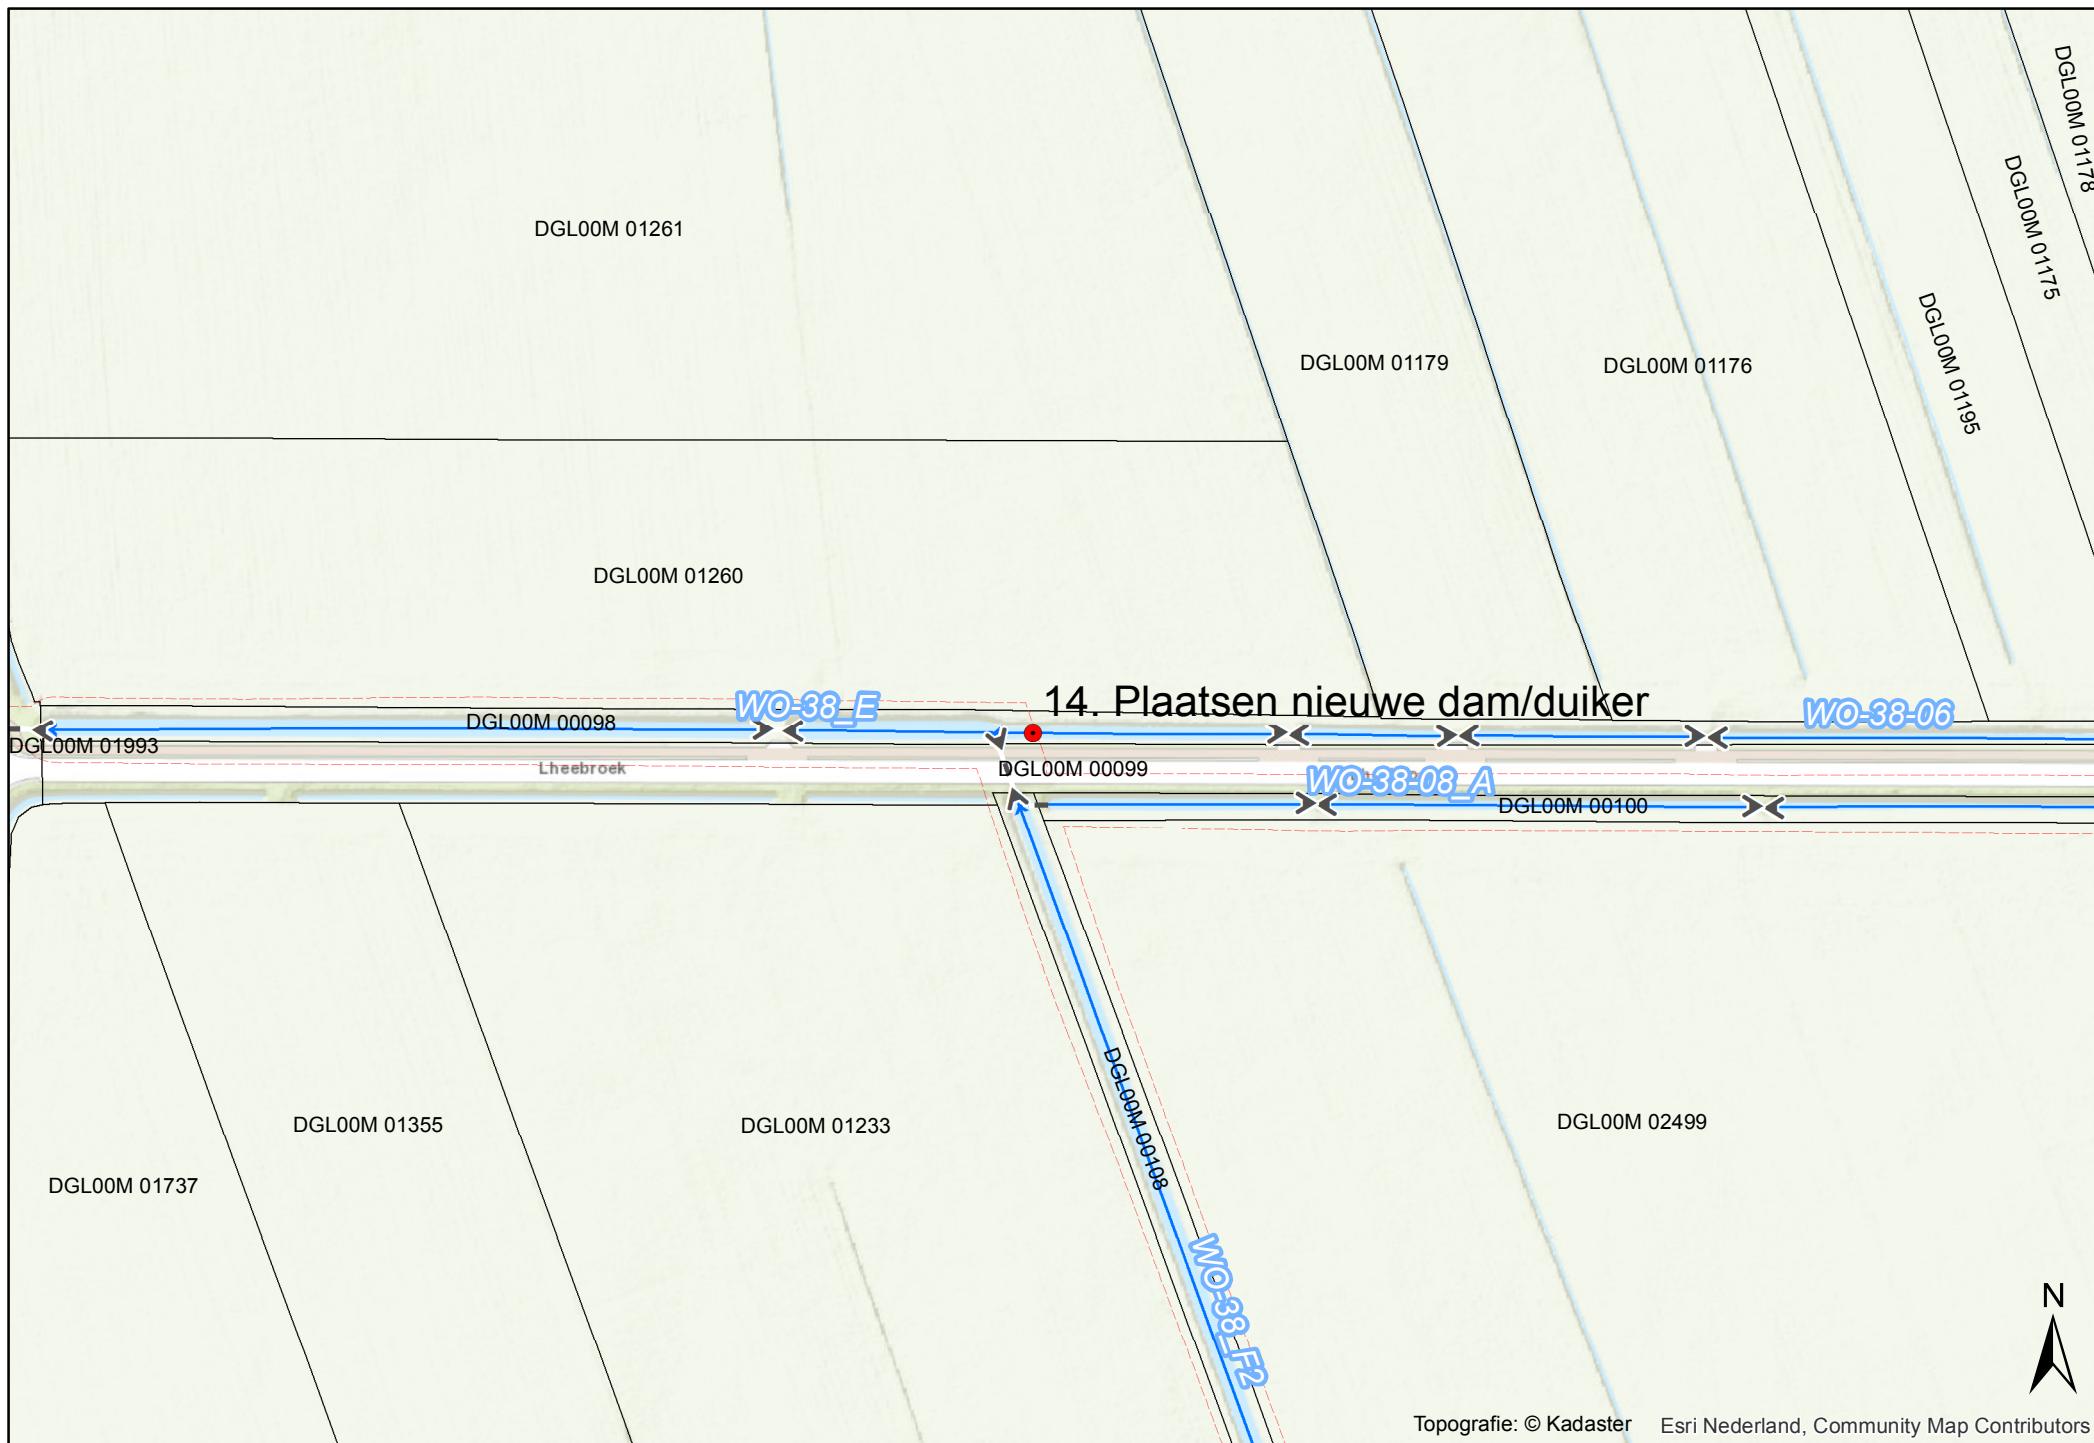 DGL00M 01178
DGL00M 01175
DGL00M 01261
DGL00M 01195
DGL00M 01179
DGL00M 01176
DGL00M 01260
14. Plaatsen nieuwe dam/duiker
WO-38_E
WO-38-06
DGL00M 00098
DGL00M 01993
Lheebroek
DGL00M 00099
WO-38-08_A
DGL00M 00100
DGL00M 00108
DGL00M 01355
DGL00M 01233
DGL00M 02499
DGL00M 01737
WO-38_F2
N
Topografie: © Kadaster
Esri Nederland, Community Map Contributors